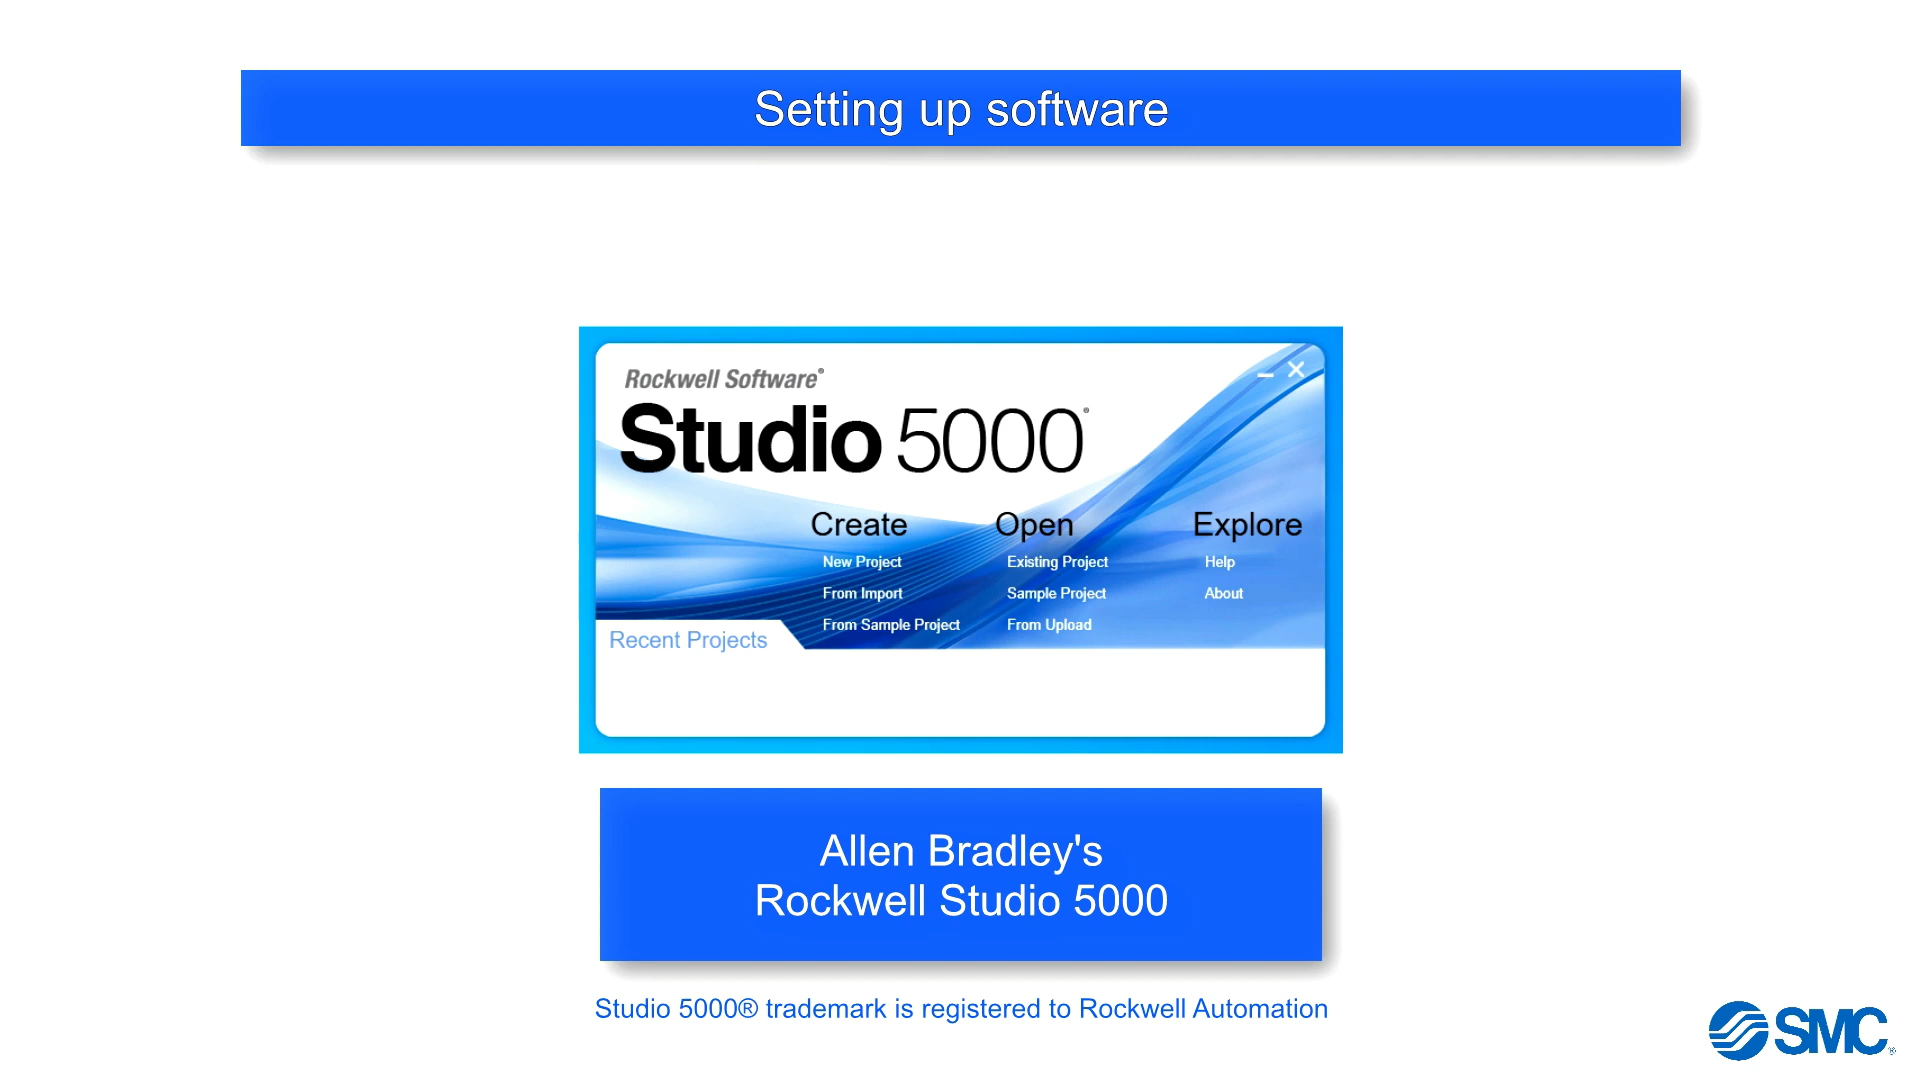 Setting up software
Rockwell Software®
Studio 5000®
Create
Open
Explore
New Project
Existing Project
Help
From Import
Sample Project
About
From Sample Project
From Upload
Recent Projects
Allen Bradley's
Rockwell Studio 5000
Studio 5000® trademark is registered to Rockwell Automation
SMC®